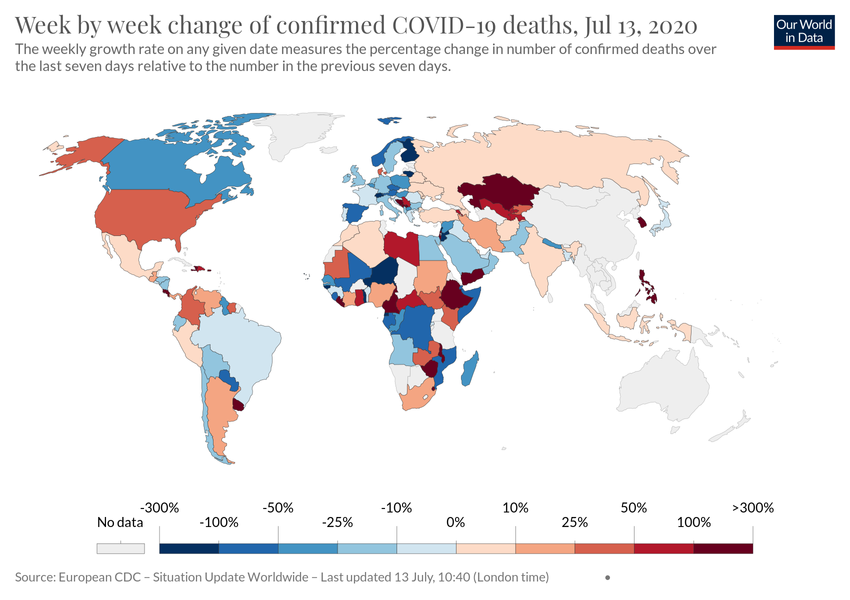 Week by week change of confirmed COVID-19 deaths, Jul 13, 2020
Our World
in Data
The weekly growth rate on any given date measures the percentage change in number of confirmed deaths over
the last seven days relative to the number in the previous seven days.
-300% -50% -10% 10% 50% >300%
No data -100% -25% 0% 25% 100%
Source: European CDC – Situation Update Worldwide – Last updated 13 July, 10:40 (London time) •